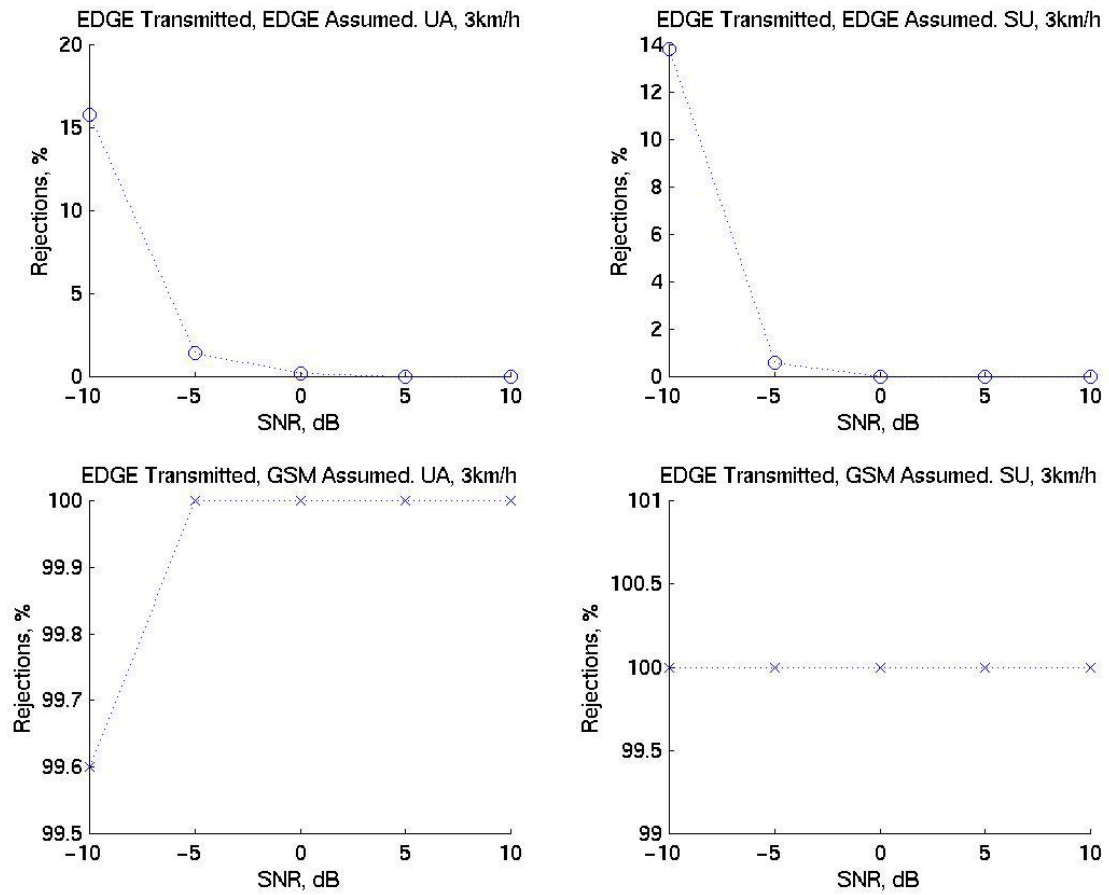 EDGE Transmitted, EDGE Assumed. UA, 3km/h
20
15
10
5
0
Rejections, %
−10 −5 0 5 10
SNR, dB
EDGE Transmitted, EDGE Assumed. SU, 3km/h
14
12
10
8
6
4
2
0
Rejections, %
−10 −5 0 5 10
SNR, dB
EDGE Transmitted, GSM Assumed. UA, 3km/h
100
99.9
99.8
99.7
99.6
99.5
Rejections, %
−10 −5 0 5 10
SNR, dB
EDGE Transmitted, GSM Assumed. SU, 3km/h
101
100.5
100
99.5
99
Rejections, %
−10 −5 0 5 10
SNR, dB